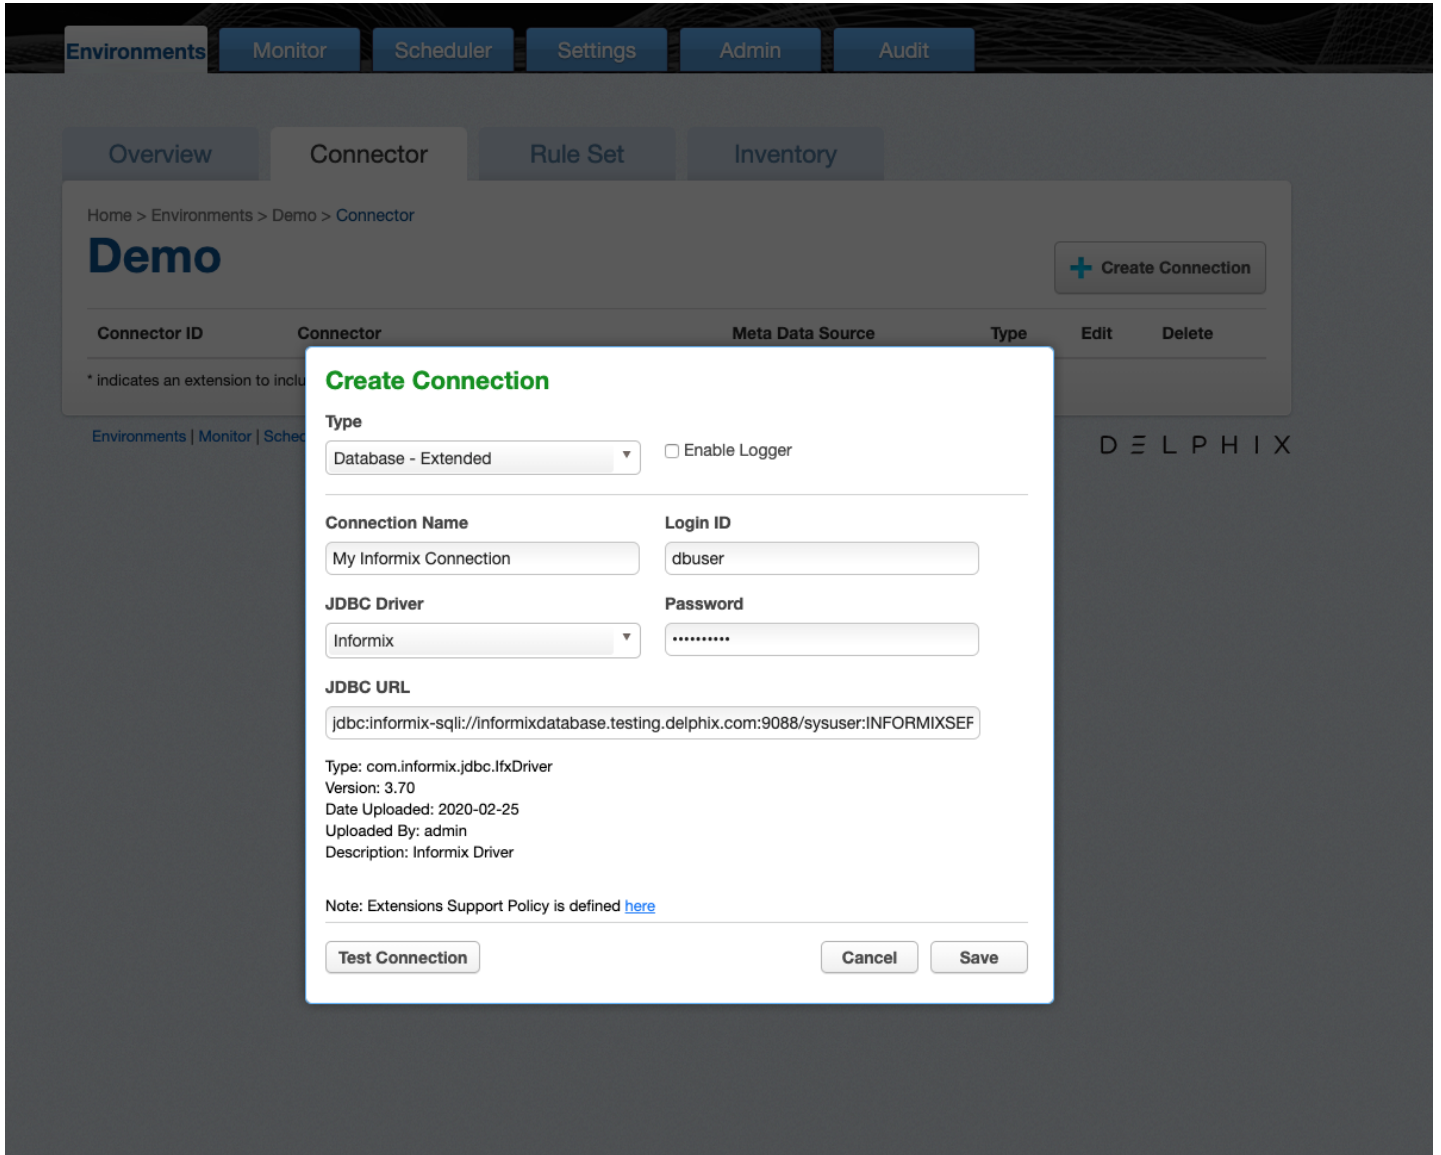 Environments Monitor Scheduler Settings Admin Audit
Overview Connector Rule Set Inventory
Home > Environments > Demo > Connector
Demo
Create Connection
Connector ID Connector Meta Data Source Type Edit Delete
* indicates an extension to inclu
Environments | Monitor | Sched
DELPHIX
Create Connection
Type
Database - Extended
Enable Logger
Connection Name Login ID
My Informix Connection dbuser
JDBC Driver Password
Informix ••••••••••
JDBC URL
jdbc:informix-sqli://informixdatabase.testing.delphix.com:9088/sysuser:INFORMIXSEF
Type: com.informix.jdbc.IfxDriver
Version: 3.70
Date Uploaded: 2020-02-25
Uploaded By: admin
Description: Informix Driver
Note: Extensions Support Policy is defined here
Test Connection Cancel Save